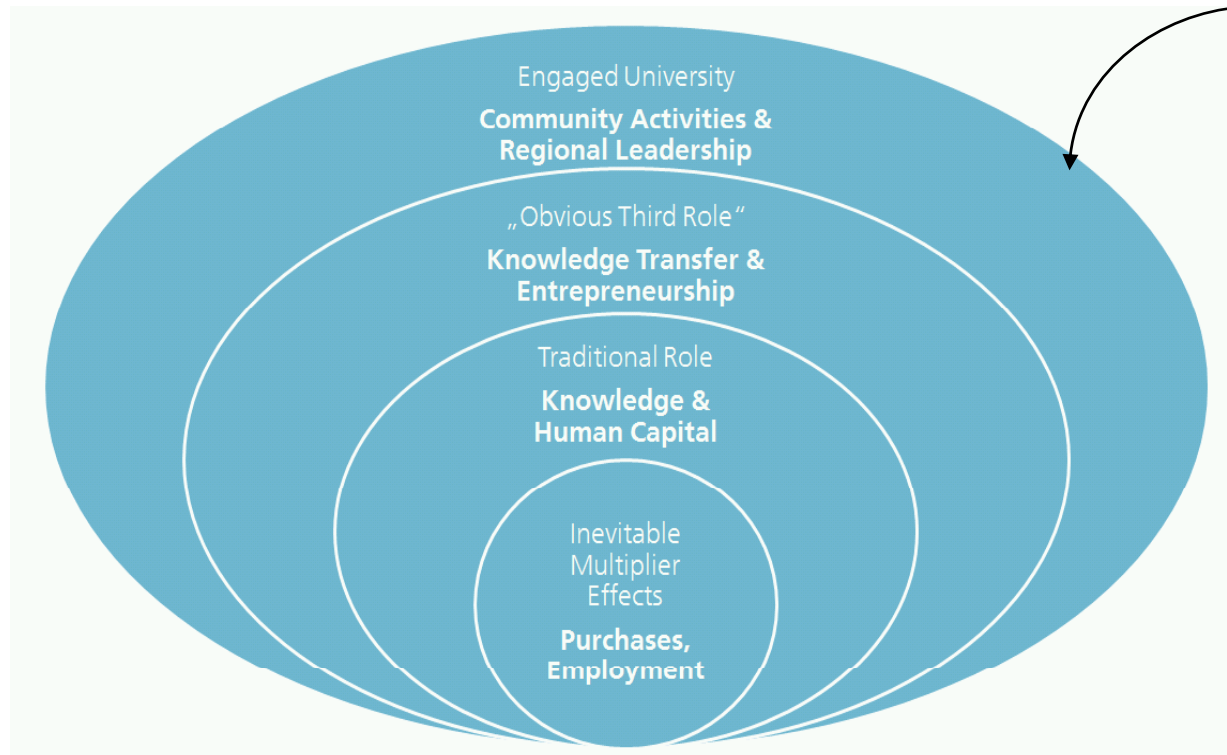 Engaged University
Community Activities &
Regional Leadership
„Obvious Third Role“
Knowledge Transfer &
Entrepreneurship
Traditional Role
Knowledge &
Human Capital
Inevitable
Multiplier
Effects
Purchases,
Employment